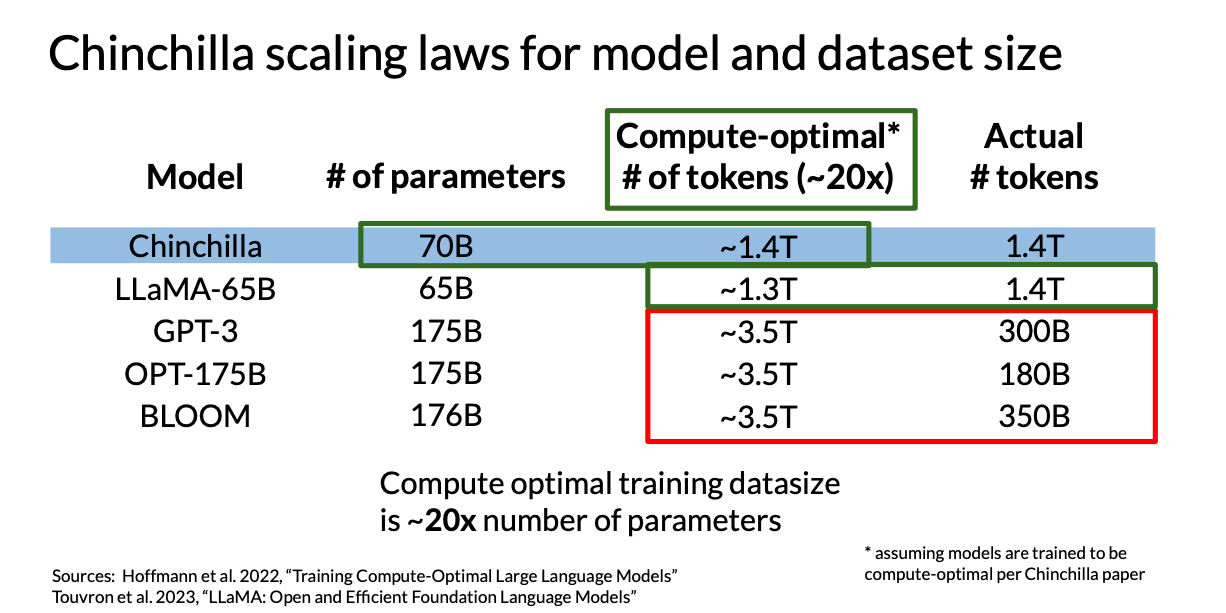 Chinchilla scaling laws for model and dataset size
Model # of parameters Compute-optimal* # of tokens (~20x) Actual # tokens
Chinchilla 70B ~1.4T 1.4T
LLaMA-65B 65B ~1.3T 1.4T
GPT-3 175B ~3.5T 300B
OPT-175B 175B ~3.5T 180B
BLOOM 176B ~3.5T 350B
Compute optimal training datasize
is ~20x number of parameters
* assuming models are trained to be
compute-optimal per Chinchilla paper
Sources: Hoffmann et al. 2022, “Training Compute-Optimal Large Language Models”
Touvron et al. 2023, “LLaMA: Open and Efficient Foundation Language Models”